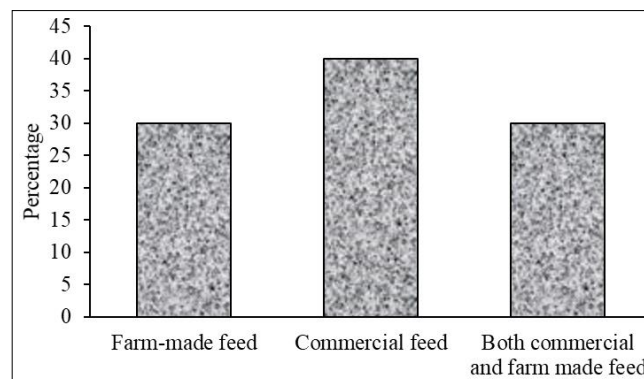 45
40
35
30
25
20
15
10
5
0
Percentage
Farm-made feed
Commercial feed
Both commercial
and farm made feed